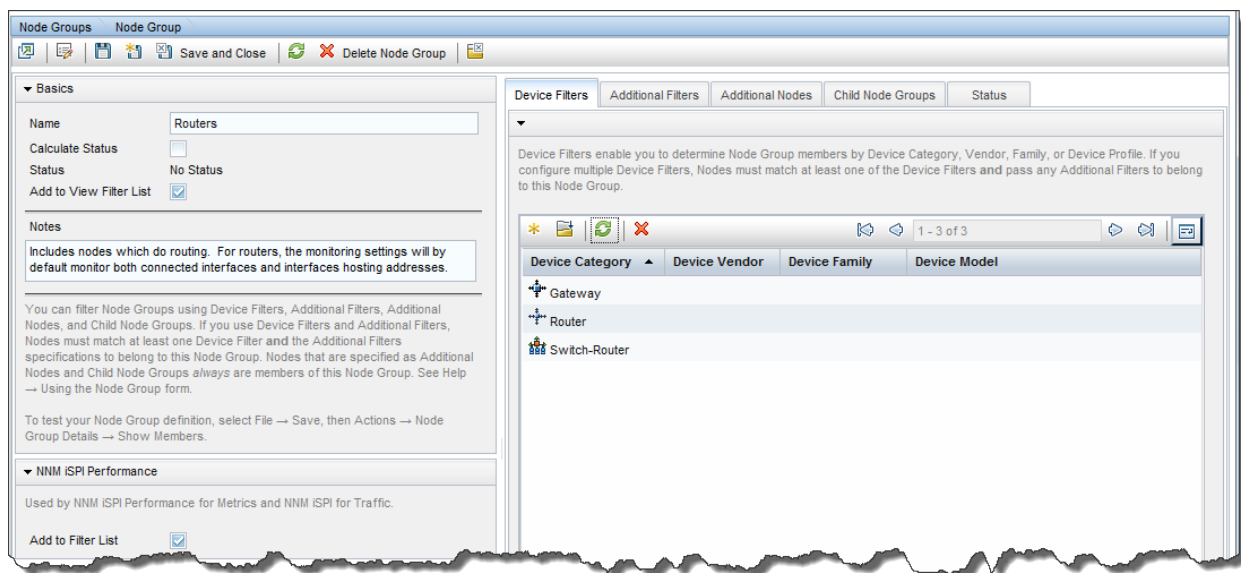 Node Groups Node Group
Save and Close Delete Node Group
Basics
Name Routers
Calculate Status
Status No Status
Add to View Filter List
Notes
Includes nodes which do routing. For routers, the monitoring settings will by
default monitor both connected interfaces and interfaces hosting addresses.
You can filter Node Groups using Device Filters, Additional Filters, Additional
Nodes, and Child Node Groups. If you use Device Filters and Additional Filters,
Nodes must match at least one Device Filter and the Additional Filters
specifications to belong to this Node Group. Nodes that are specified as Additional
Nodes and Child Node Groups always are members of this Node Group. See Help
→ Using the Node Group form.
To test your Node Group definition, select File → Save, then Actions → Node
Group Details → Show Members.
NNM iSPI Performance
Used by NNM iSPI Performance for Metrics and NNM iSPI for Traffic.
Add to Filter List
Device Filters Additional Filters Additional Nodes Child Node Groups Status
Device Filters enable you to determine Node Group members by Device Category, Vendor, Family, or Device Profile. If you
configure multiple Device Filters, Nodes must match at least one of the Device Filters and pass any Additional Filters to belong
to this Node Group.
1 - 3 of 3
Device Category Device Vendor Device Family Device Model
Gateway
Router
Switch-Router